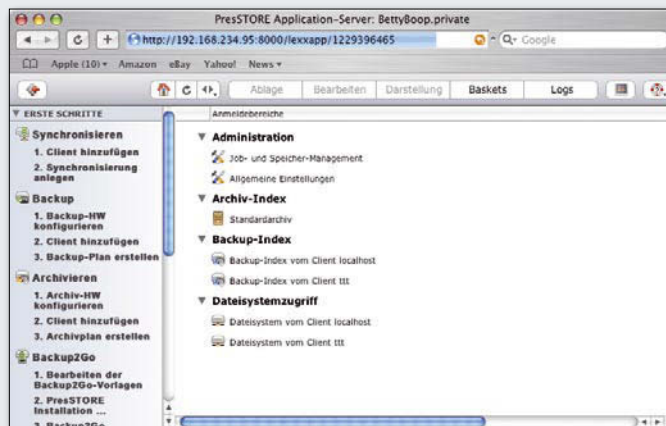 PresSTORE Application-Server: BettyBoop.private
http://192.168.234.95:8000/lexxapp/1229396465
Google
Apple (10) Amazon eBay Yahoo! News
Ablage Bearbeiten Darstellung Baskets Logs
ERSTE SCHRITTE
Synchronisieren
1. Client hinzufügen
2. Synchronisierung
anlegen
Backup
1. Backup-HW
konfigurieren
2. Client hinzufügen
3. Backup-Plan erstellen
Archivieren
1. Archiv-HW
konfigurieren
2. Client hinzufügen
3. Archivplan erstellen
Backup2Go
1. Bearbeiten der
Backup2Go-Vorlagen
2. PresSTORE
Installation ...
3. Backup2Go
Anmeldebereiche
Administration
Job- und Speicher-Management
Allgemeine Einstellungen
Archiv-Index
Standardarchiv
Backup-Index
Backup-Index vom Client localhost
Backup-Index vom Client ttt
Dateisystemzugriff
Dateisystem vom Client localhost
Dateisystem vom Client ttt